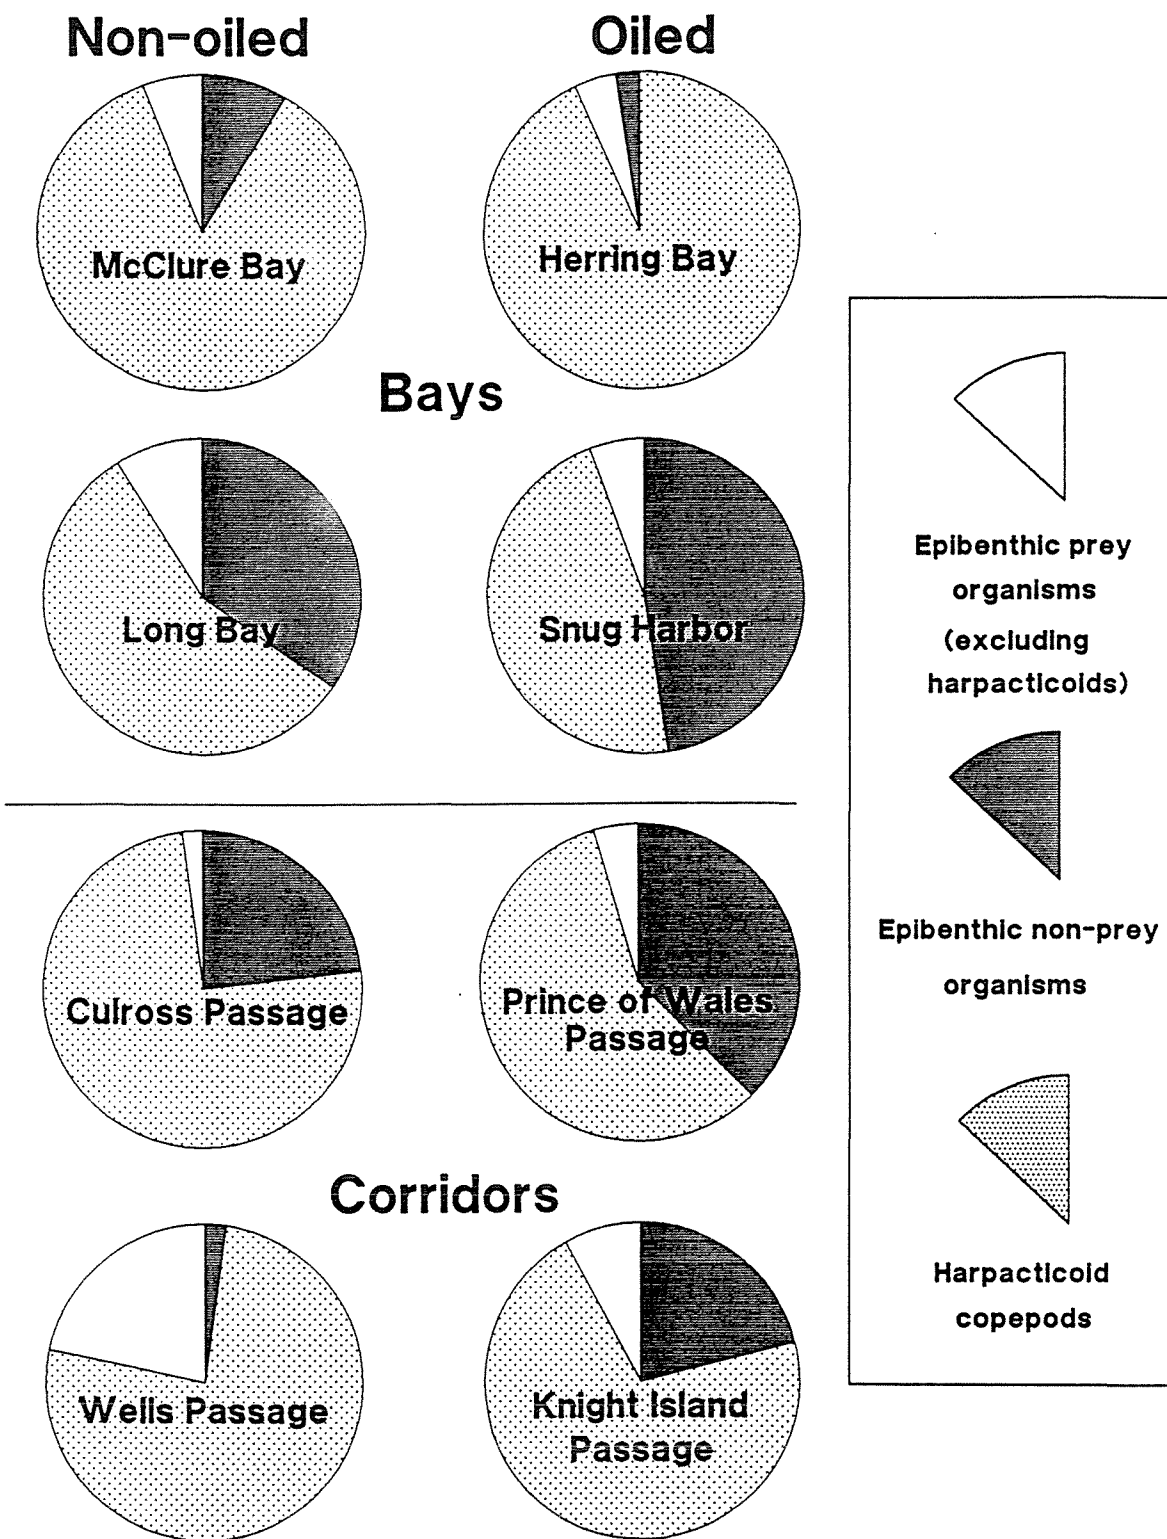 Non-oiled
Oiled
McClure Bay
Herring Bay
Bays
Long Bay
Snug Harbor
Culross Passage
Prince of Wales
Passage
Corridors
Wells Passage
Knight Island
Passage
Epibenthic prey
organisms
(excluding
harpacticoids)
Epibenthic non-prey
organisms
Harpacticoid
copepods